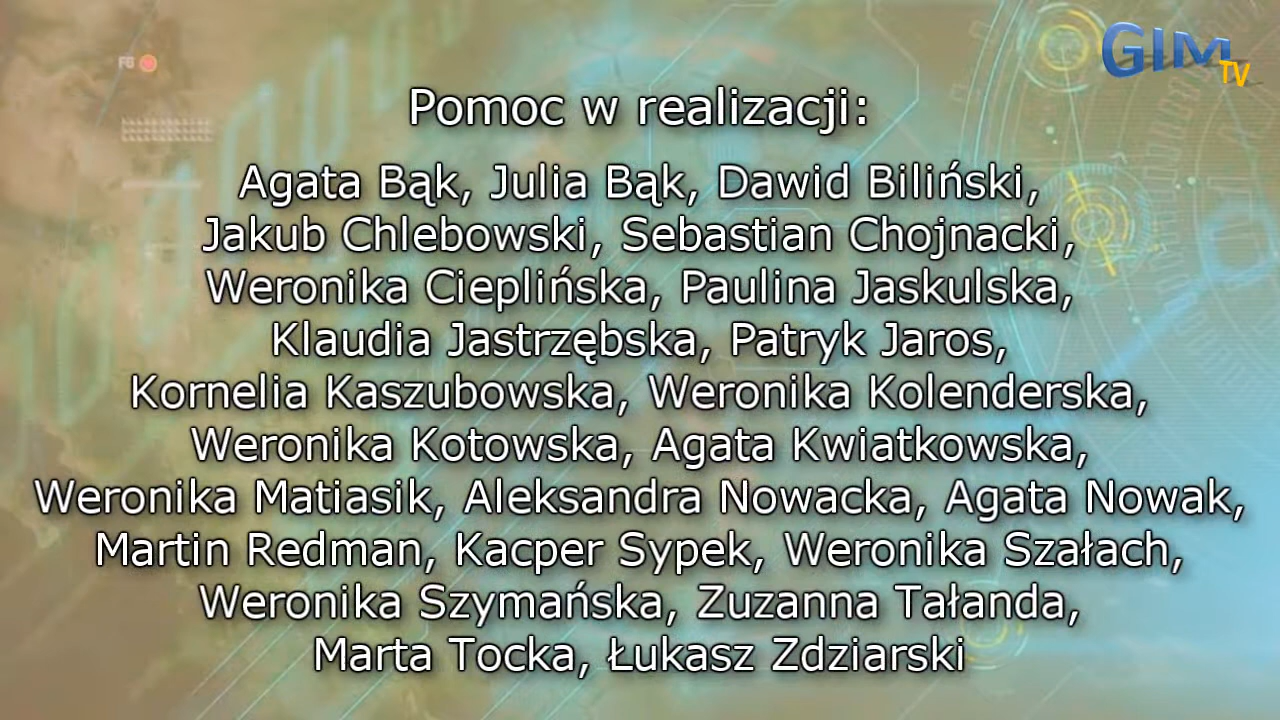 GIM
TV
FG
Pomoc w realizacji:
Agata Bąk, Julia Bąk, Dawid Biliński,
Jakub Chlebowski, Sebastian Chojnacki,
Weronika Cieplińska, Paulina Jaskulska,
Klaudia Jastrzębska, Patryk Jaros,
Kornelia Kaszubowska, Weronika Kolenderska,
Weronika Kotowska, Agata Kwiatkowska,
Weronika Matiasik, Aleksandra Nowacka, Agata Nowak,
Martin Redman, Kacper Sypek, Weronika Szałach,
Weronika Szymańska, Zuzanna Tałanda,
Marta Tocka, Łukasz Zdziarski